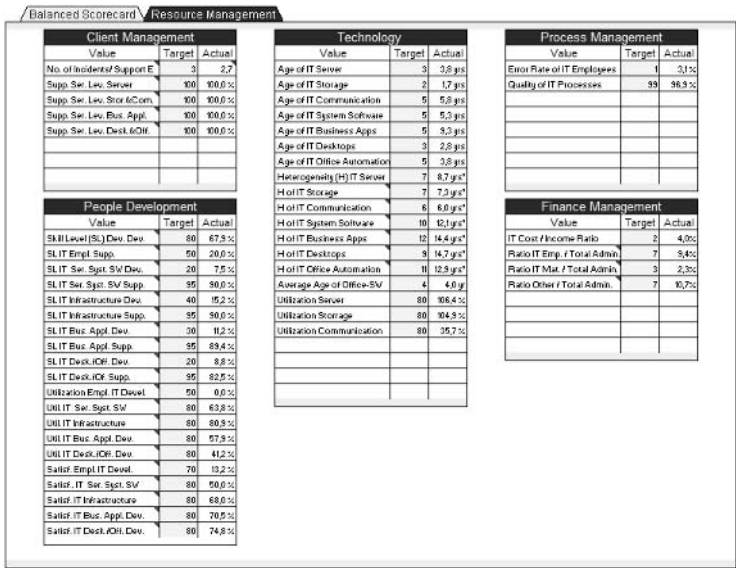 Balanced Scorecard Resource Management
Client Management
Value Target Actual
No. of Incidents/ Support E 3 2,7
Supp. Ser. Lev. Server 100 100,0 %
Supp. Ser. Lev. Stor &Com. 100 100,0 %
Supp. Ser. Lev. Bus. Appl. 100 100,0 %
Supp. Ser. Lev. Desk. &Off. 100 100,0 %
People Development
Value Target Actual
Skill Level (SL) Dev. Dev. 80 67,9 %
SL IT Empl. Supp. 50 20,0 %
SL IT Ser. Syst. SW Dev. 20 7,5 %
SL IT Ser. Syst. SW Supp. 95 90,0 %
SL IT Infrastructure Dev. 40 15,2 %
SL IT Infrastructure Supp. 95 90,0 %
SL IT Bus. Appl. Dev. 30 11,2 %
SL IT Bus. Appl. Supp. 95 89,4 %
SL IT Desk./Off. Dev. 20 8,8 %
SL IT Desk./Of. Supp. 95 82,5 %
Utilization Empl. IT Devel. 50 0,0 %
Util. IT Ser. Syst. SW 80 63,8 %
Util. IT Infrastructure 80 80,9 %
Util. IT Bus. Appl. Dev. 80 57,9 %
Util. IT Desk./Off. Dev. 80 41,2 %
Satisf. Empl. IT Devel. 70 13,2 %
Satisf. IT Ser. Syst. SW 80 50,0 %
Satisf. IT Infrastructure 80 68,0 %
Satisf. IT Bus. Appl. Dev. 80 70,5 %
Satisf. IT Desk./Off. Dev. 80 74,8 %
Technology
Value Target Actual
Age of IT Server 3 3,8 yrs
Age of IT Storage 2 1,7 yrs
Age of IT Communication 5 5,8 yrs
Age of IT System Software 5 5,3 yrs
Age of IT Business Apps 5 9,3 yrs
Age of IT Desktops 3 2,8 yrs
Age of IT Office Automation 5 3,8 yrs
Heterogeneity (H) IT Server 7 8,7 yrs²
H of IT Storage 7 7,3 yrs²
H of IT Communication 6 6,0 yrs²
H of IT System Software 10 12,1 yrs²
H of IT Business Apps 12 14,4 yrs²
H of IT Desktops 9 14,7 yrs²
H of IT Office Automation 11 12,9 yrs²
Average Age of Office-SW 4 4,0 yr
Utilization Server 80 106,4 %
Utilization Storrage 80 104,9 %
Utilization Communication 80 35,7 %
Process Management
Value Target Actual
Error Rate of IT Employees 1 3,1 %
Quality of IT Processes 99 96,9 %
Finance Management
Value Target Actual
IT Cost / Income Ratio 2 4,0%
Ratio IT Emp. / Total Admin. 7 9,4%
Ratio IT Mat. / Total Admin. 3 2,3%
Ratio Other / Total Admin. 7 10,7%